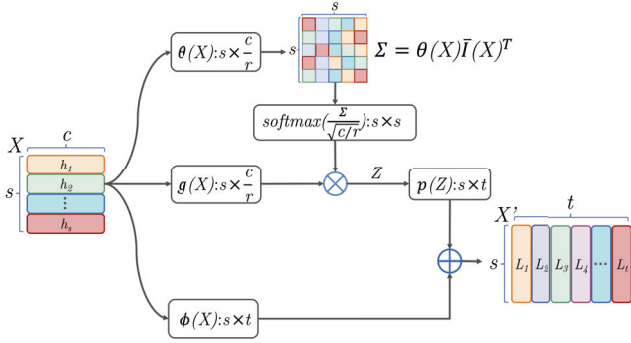 s
θ(X):s×c/r
s
Σ = θ(X)Ī(X)ᵀ
softmax(Σ/√c/r):s×s
X
c
s
h₁
h₂
⋮
hₛ
g(X):s×c/r
Z
p(Z):s×t
X'
t
s
L₁
L₂
L₃
L₄
···
Lₜ
ϕ(X):s×t